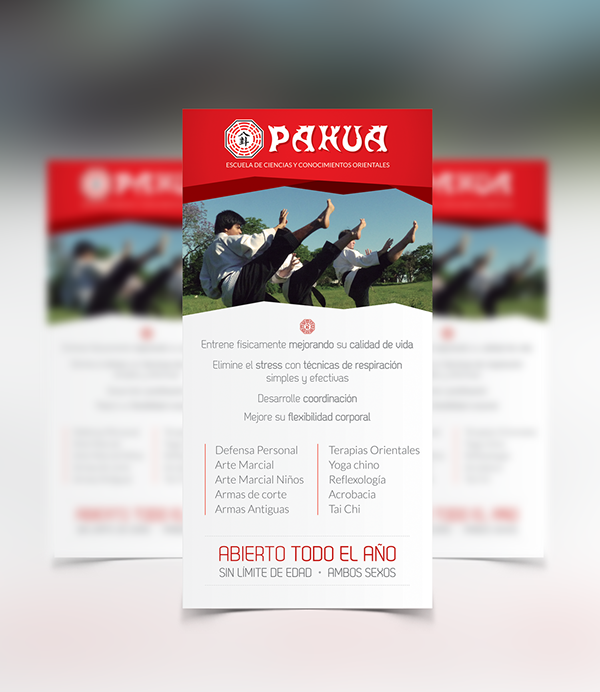 PAKUA
ESCUELA DE CIENCIAS Y CONOCIMIENTOS ORIENTALES
Entrene fisicamente mejorando su calidad de vida
Elimine el stress con técnicas de respiración
simples y efectivas
Desarrolle coordinación
Mejore su flexibilidad corporal
Defensa Personal
Arte Marcial
Arte Marcial Niños
Armas de corte
Armas Antiguas
Terapias Orientales
Yoga chino
Reflexología
Acrobacia
Tai Chi
ABIERTO TODO EL AÑO
SIN LÍMITE DE EDAD • AMBOS SEXOS